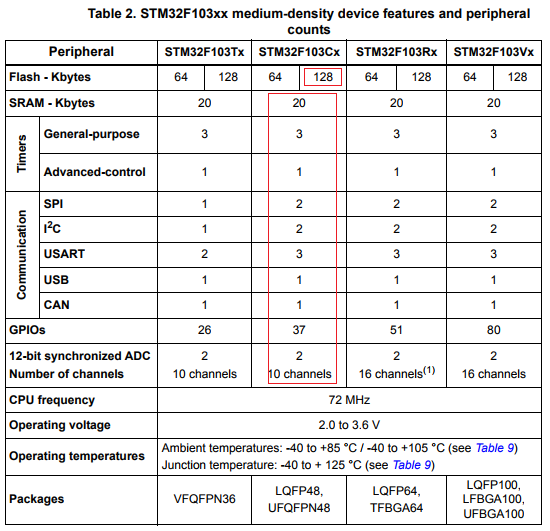 Table 2. STM32F103xx medium-density device features and peripheral
counts
Peripheral STM32F103Tx STM32F103Cx STM32F103Rx STM32F103Vx
Flash - Kbytes 64 128 64 128 64 128 64 128
SRAM - Kbytes 20 20 20 20
Timers
General-purpose 3 3 3 3
Advanced-control 1 1 1 1
Communication
SPI 1 2 2 2
I2C 1 2 2 2
USART 2 3 3 3
USB 1 1 1 1
CAN 1 1 1 1
GPIOs 26 37 51 80
12-bit synchronized ADC 2 2 2 2
Number of channels 10 channels 10 channels 16 channels(1) 16 channels
CPU frequency 72 MHz
Operating voltage 2.0 to 3.6 V
Operating temperatures
Ambient temperatures: -40 to +85 °C / -40 to +105 °C (see Table 9)
Junction temperature: -40 to + 125 °C (see Table 9)
Packages
VFQFPN36
LQFP48,
UFQFPN48
LQFP64,
TFBGA64
LQFP100,
LFBGA100,
UFBGA100